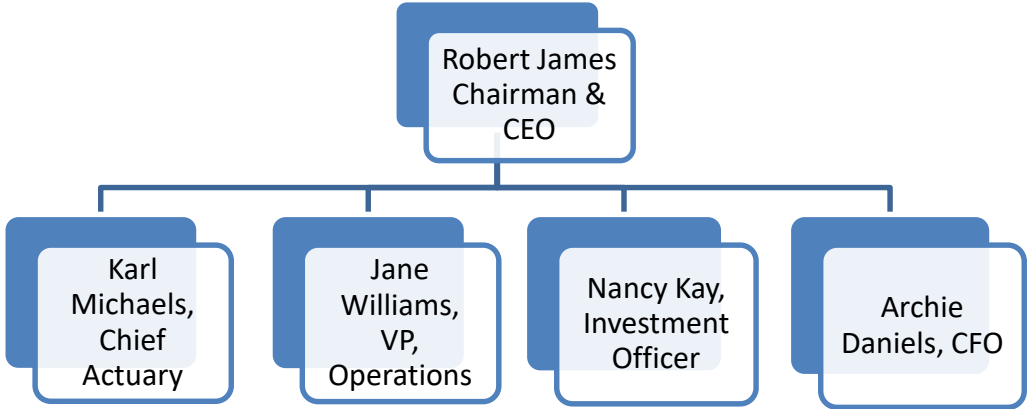 Robert James
Chairman &
CEO
Karl
Michaels,
Chief
Actuary
Jane
Williams,
VP,
Operations
Nancy Kay,
Investment
Officer
Archie
Daniels, CFO